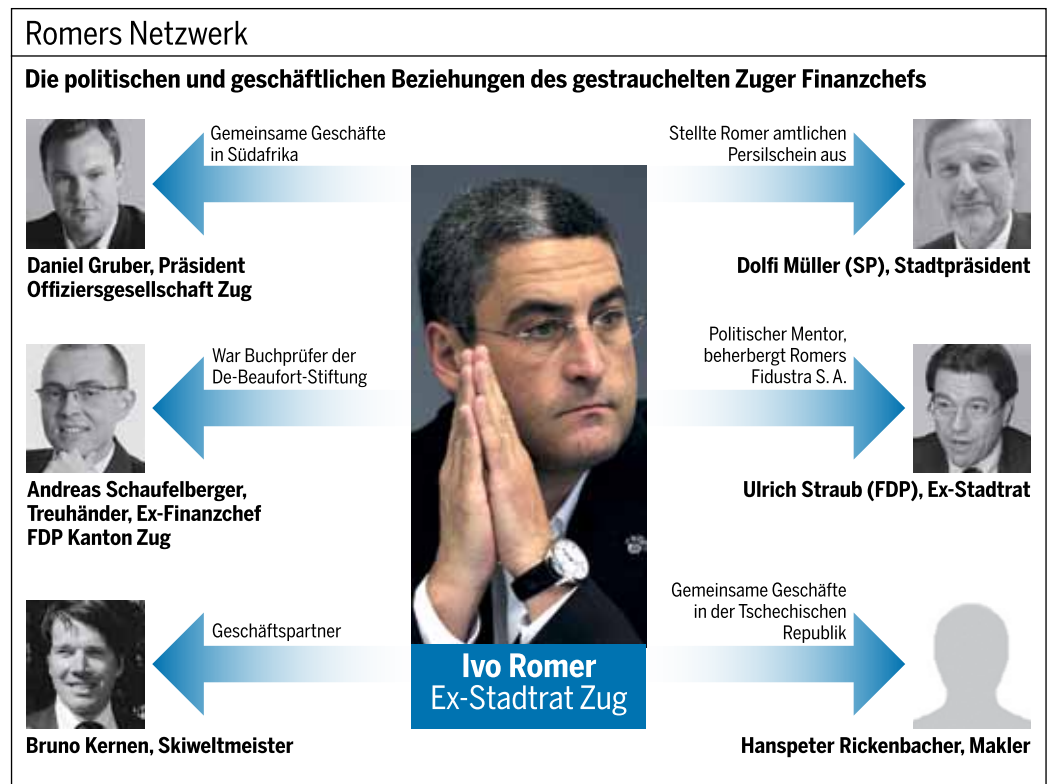 Romers Netzwerk
Die politischen und geschäftlichen Beziehungen des gestrauchelten Zuger Finanzchefs
Gemeinsame Geschäfte
in Südafrika
Daniel Gruber, Präsident
Offiziersgesellschaft Zug
War Buchprüfer der
De-Beaufort-Stiftung
Andreas Schaufelberger,
Treuhänder, Ex-Finanzchef
FDP Kanton Zug
Geschäftspartner
Bruno Kernen, Skiweltmeister
Ivo Romer
Ex-Stadtrat Zug
Stellte Romer amtlichen
Persilschein aus
Dolfi Müller (SP), Stadtpräsident
Politischer Mentor,
beherbergt Romers
Fidustra S. A.
Ulrich Straub (FDP), Ex-Stadtrat
Gemeinsame Geschäfte
in der Tschechischen
Republik
Hanspeter Rickenbacher, Makler